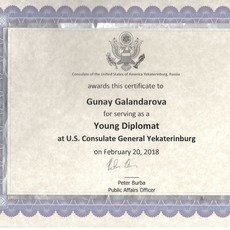 Consulate of the United States of America Yekaterinburg, Russia
awards this certificate to
Gunay Galandarova
for serving as a
Young Diplomat
at U.S. Consulate General Yekaterinburg
on February 20, 2018
Peter Burba
Public Affairs Officer